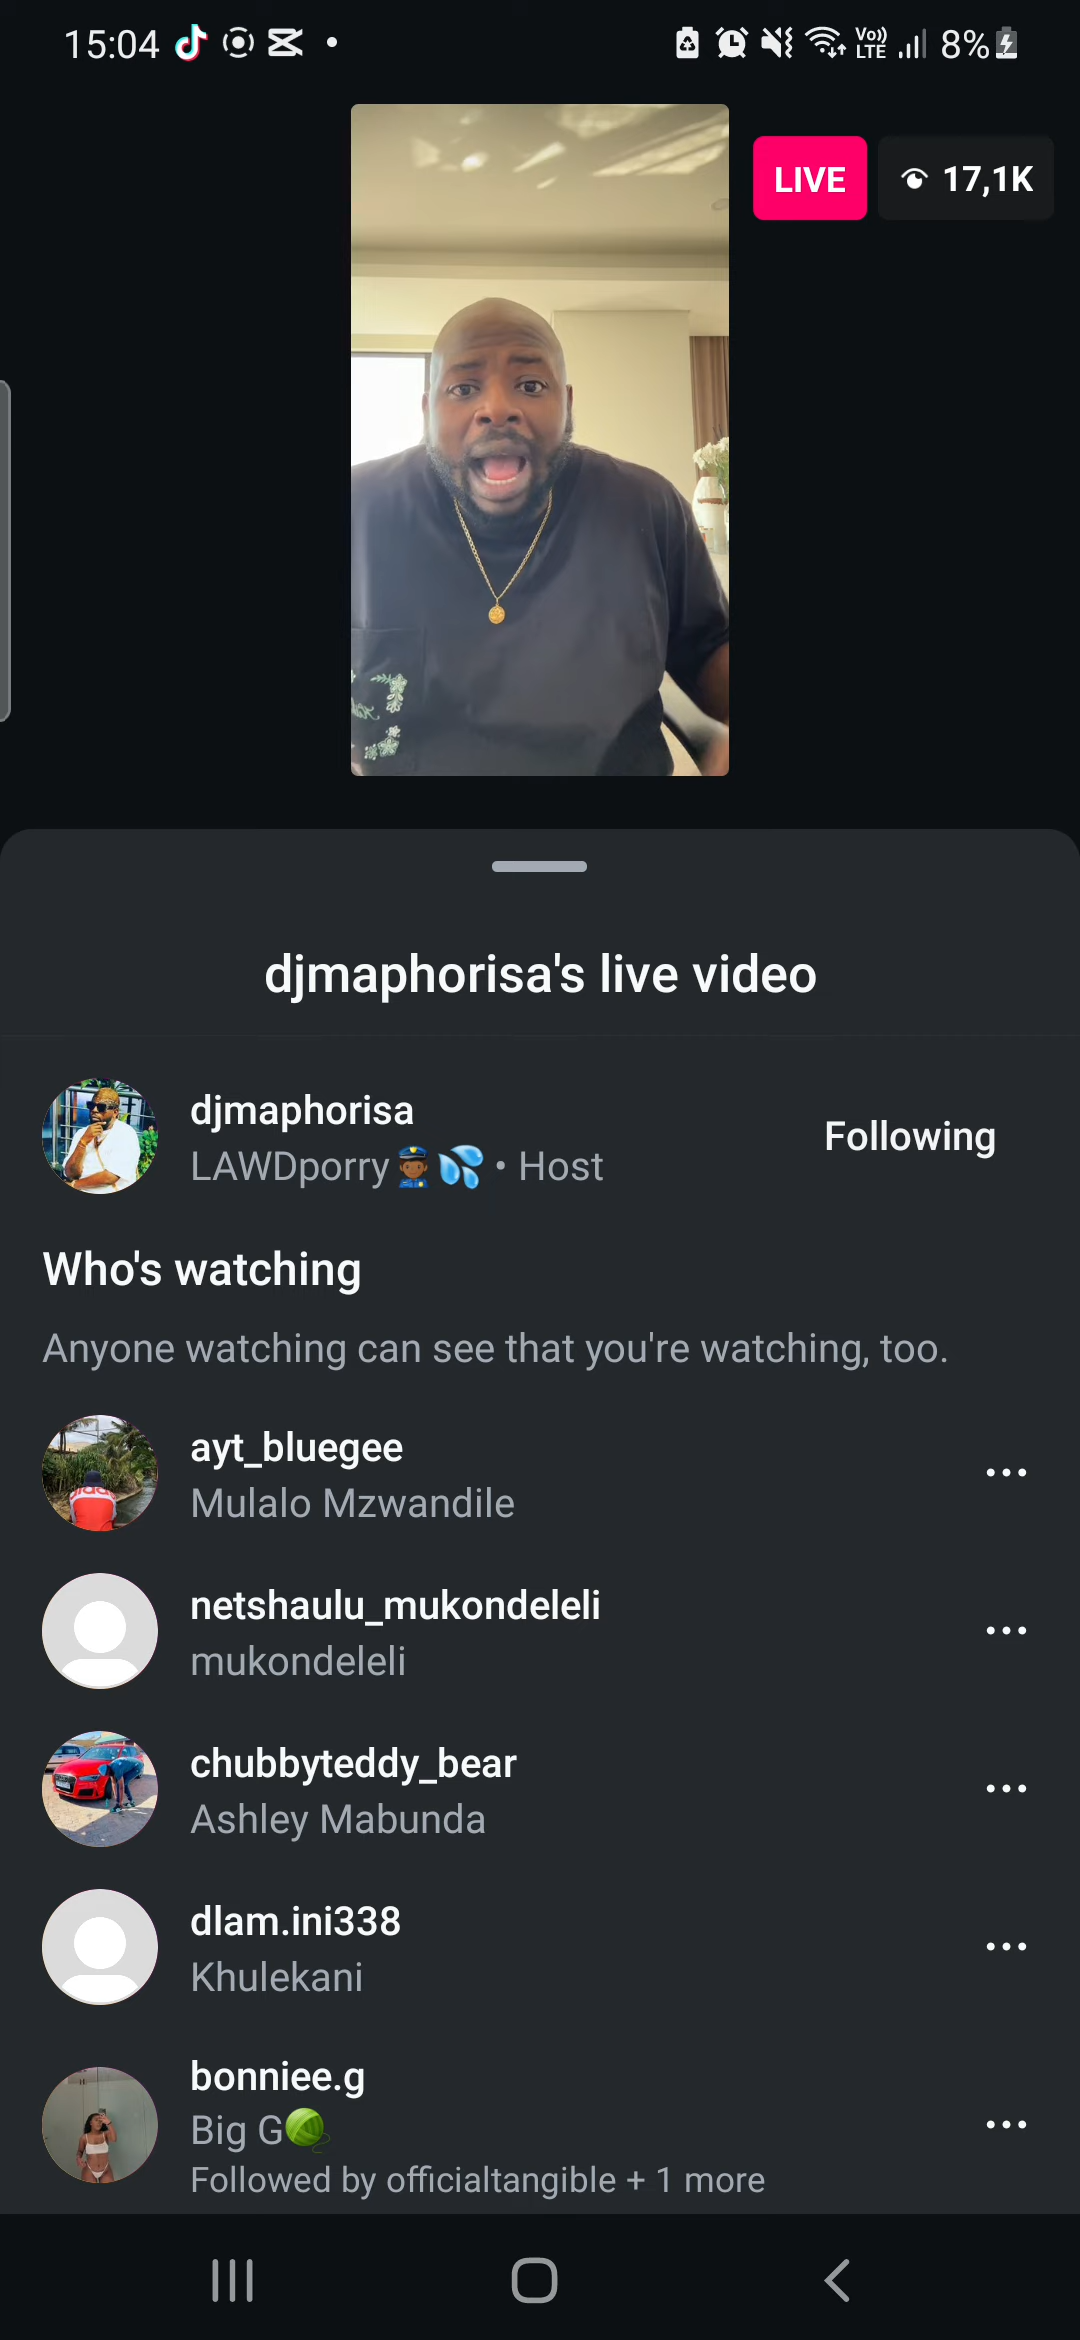 15:04
Vo)) LTE
8%
LIVE
17,1K
djmaphorisa's live video
djmaphorisa
LAWDporry👮🏾💦 • Host
Following
Who's watching
Anyone watching can see that you're watching, too.
ayt_bluegee
Mulalo Mzwandile
netshaulu_mukondeleli
mukondeleli
chubbyteddy_bear
Ashley Mabunda
dlam.ini338
Khulekani
bonniee.g
Big G🧶
Followed by officialtangible + 1 more